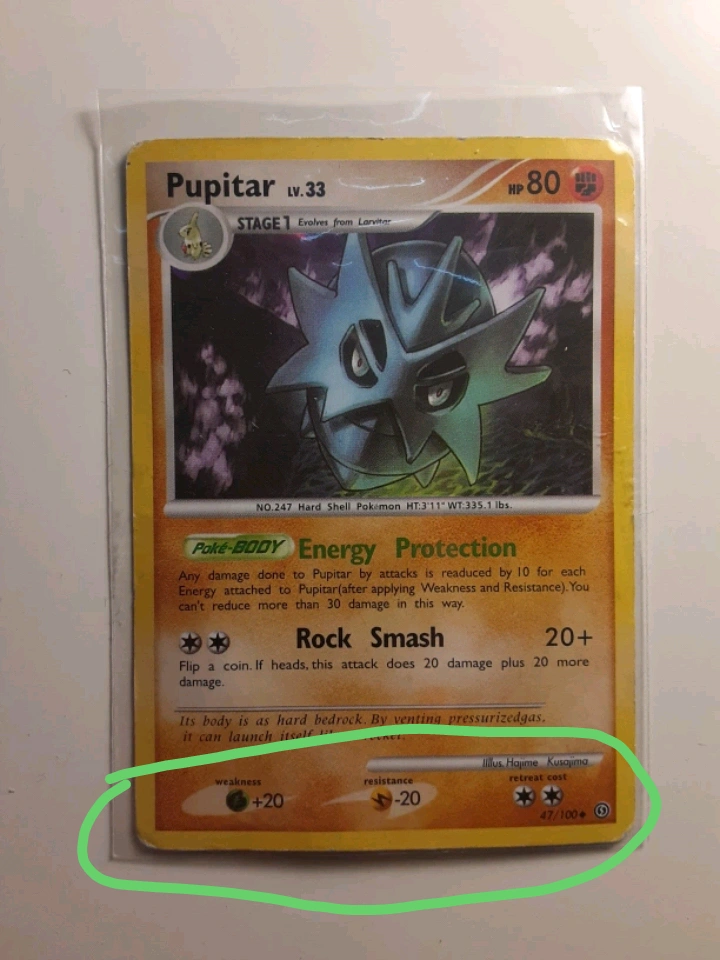 Pupitar LV.33 HP 80
STAGE 1 Evolves from Larvitar
NO.247 Hard Shell Pokémon HT:3'11" WT:335.1 lbs.
Poké-BODY Energy Protection
Any damage done to Pupitar by attacks is readuced by 10 for each
Energy attached to Pupitar(after applying Weakness and Resistance).You
can't reduce more than 30 damage in this way.
Rock Smash 20+
Flip a coin. If heads, this attack does 20 damage plus 20 more
damage.
Its body is as hard bedrock. By venting pressurizedgas,
it can launch itself
Illus. Hajime Kusajima
weakness resistance retreat cost
+20 -20
47/100